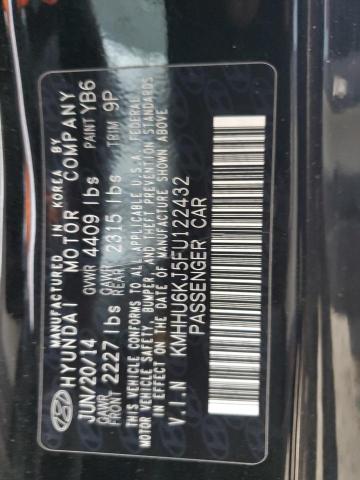 MANUFACTURED IN KOREA BY
HYUNDAI MOTOR COMPANY
JUN/20/14 GVWR 4409 lbs PAINT YB6
GAWR FRONT 2227 lbs GAWR REAR 2315 lbs TRIM 9P
THIS VEHICLE CONFORMS TO ALL APPLICABLE U.S.A. FEDERAL
MOTOR VEHICLE SAFETY, BUMPER, AND THEFT PREVENTION STANDARDS
IN EFFECT ON THE DATE OF MANUFACTURE SHOWN ABOVE.
V.I.N KMHHU6KJ5FU122432
PASSENGER CAR